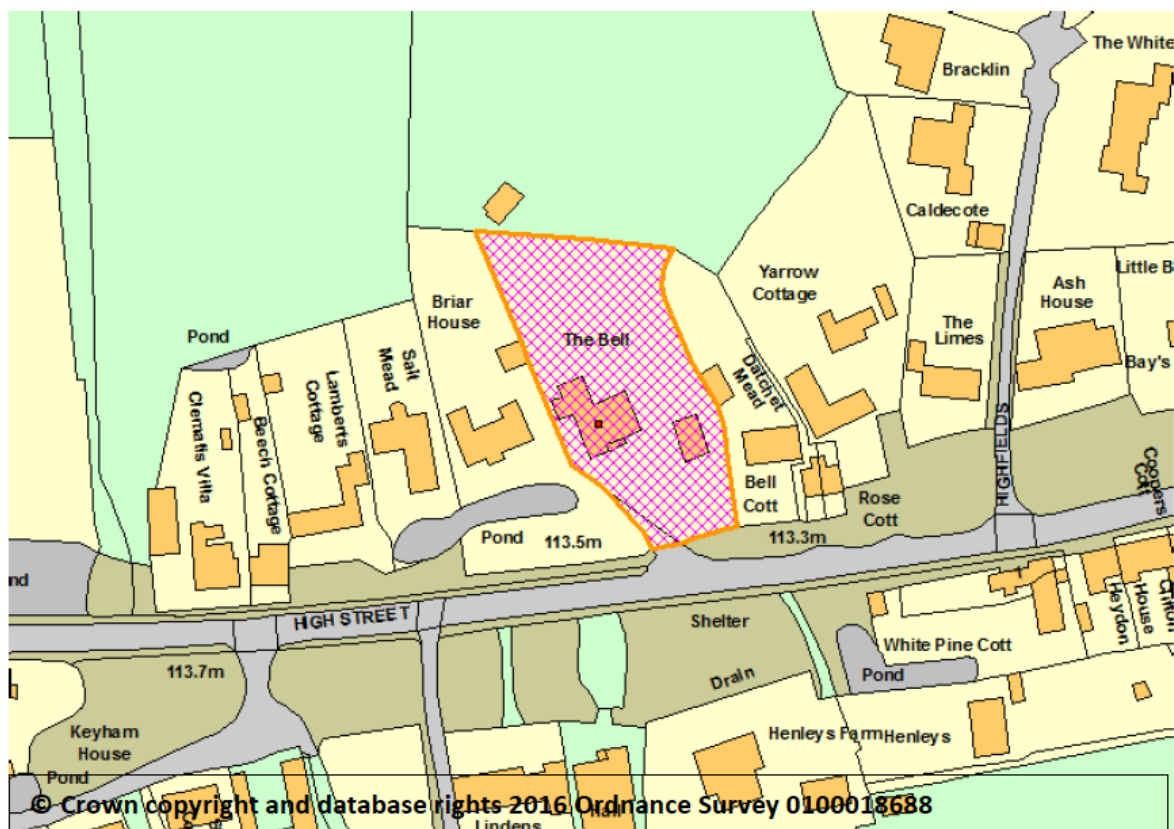 The White
Bracklin
Caldecote
Yarrow
Cottage
Little B
Ash
House
Briar
House
The Bell
The
Limes
Pond
Salt
Mead
Datchet
Mead
Bay's
Lamberts
Cottage
Clematis Villa
Beech Cottage
Bell
Cott
Rose
Cott
HIGHFIELDS
Coppers
Cott
Pond
113.5m
113.3m
nd
HIGH STREET
Shelter
Heydon
House
White Pine Cott
113.7m
Drain
Pond
Keyham
House
Henleys Farm
Henleys
Pond
© Crown copyright and database rights 2016 Ordnance Survey 0100018688
Lindens
Hall